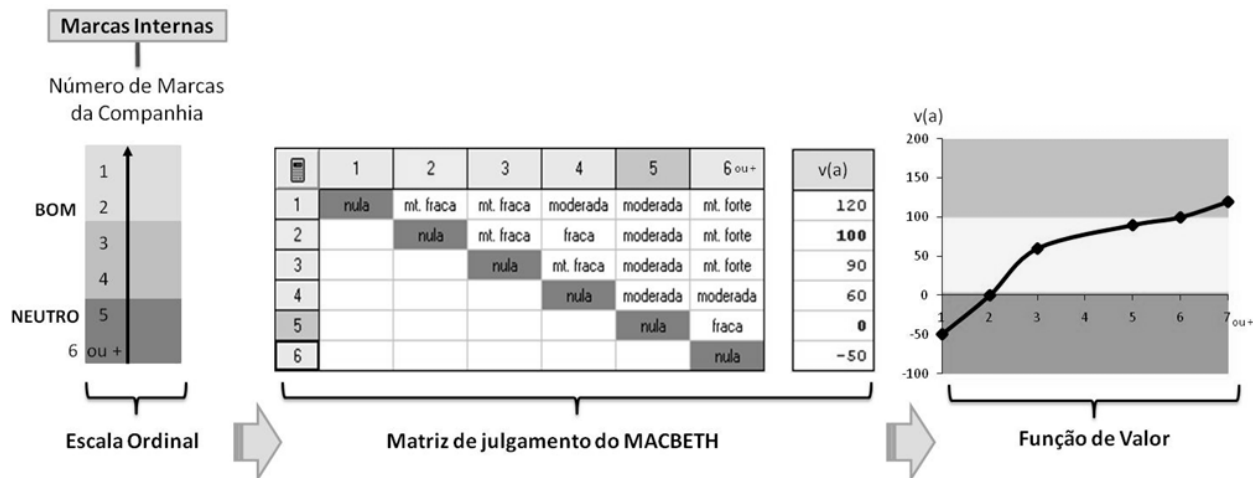 Marcas Internas
Número de Marcas
da Companhia
1
BOM 2
3
4
NEUTRO 5
6 ou +
Escala Ordinal
1 2 3 4 5 6 ou+ v(a)
1 nula mt. fraca mt. fraca moderada moderada mt. forte 120
2 nula mt. fraca fraca moderada mt. forte 100
3 nula mt. fraca moderada mt. forte 90
4 nula moderada moderada 60
5 nula fraca 0
6 nula -50
Matriz de julgamento do MACBETH
v(a)
200
150
100
50
0
1 2 3 4 5 6 7 ou+
-50
-100
Função de Valor